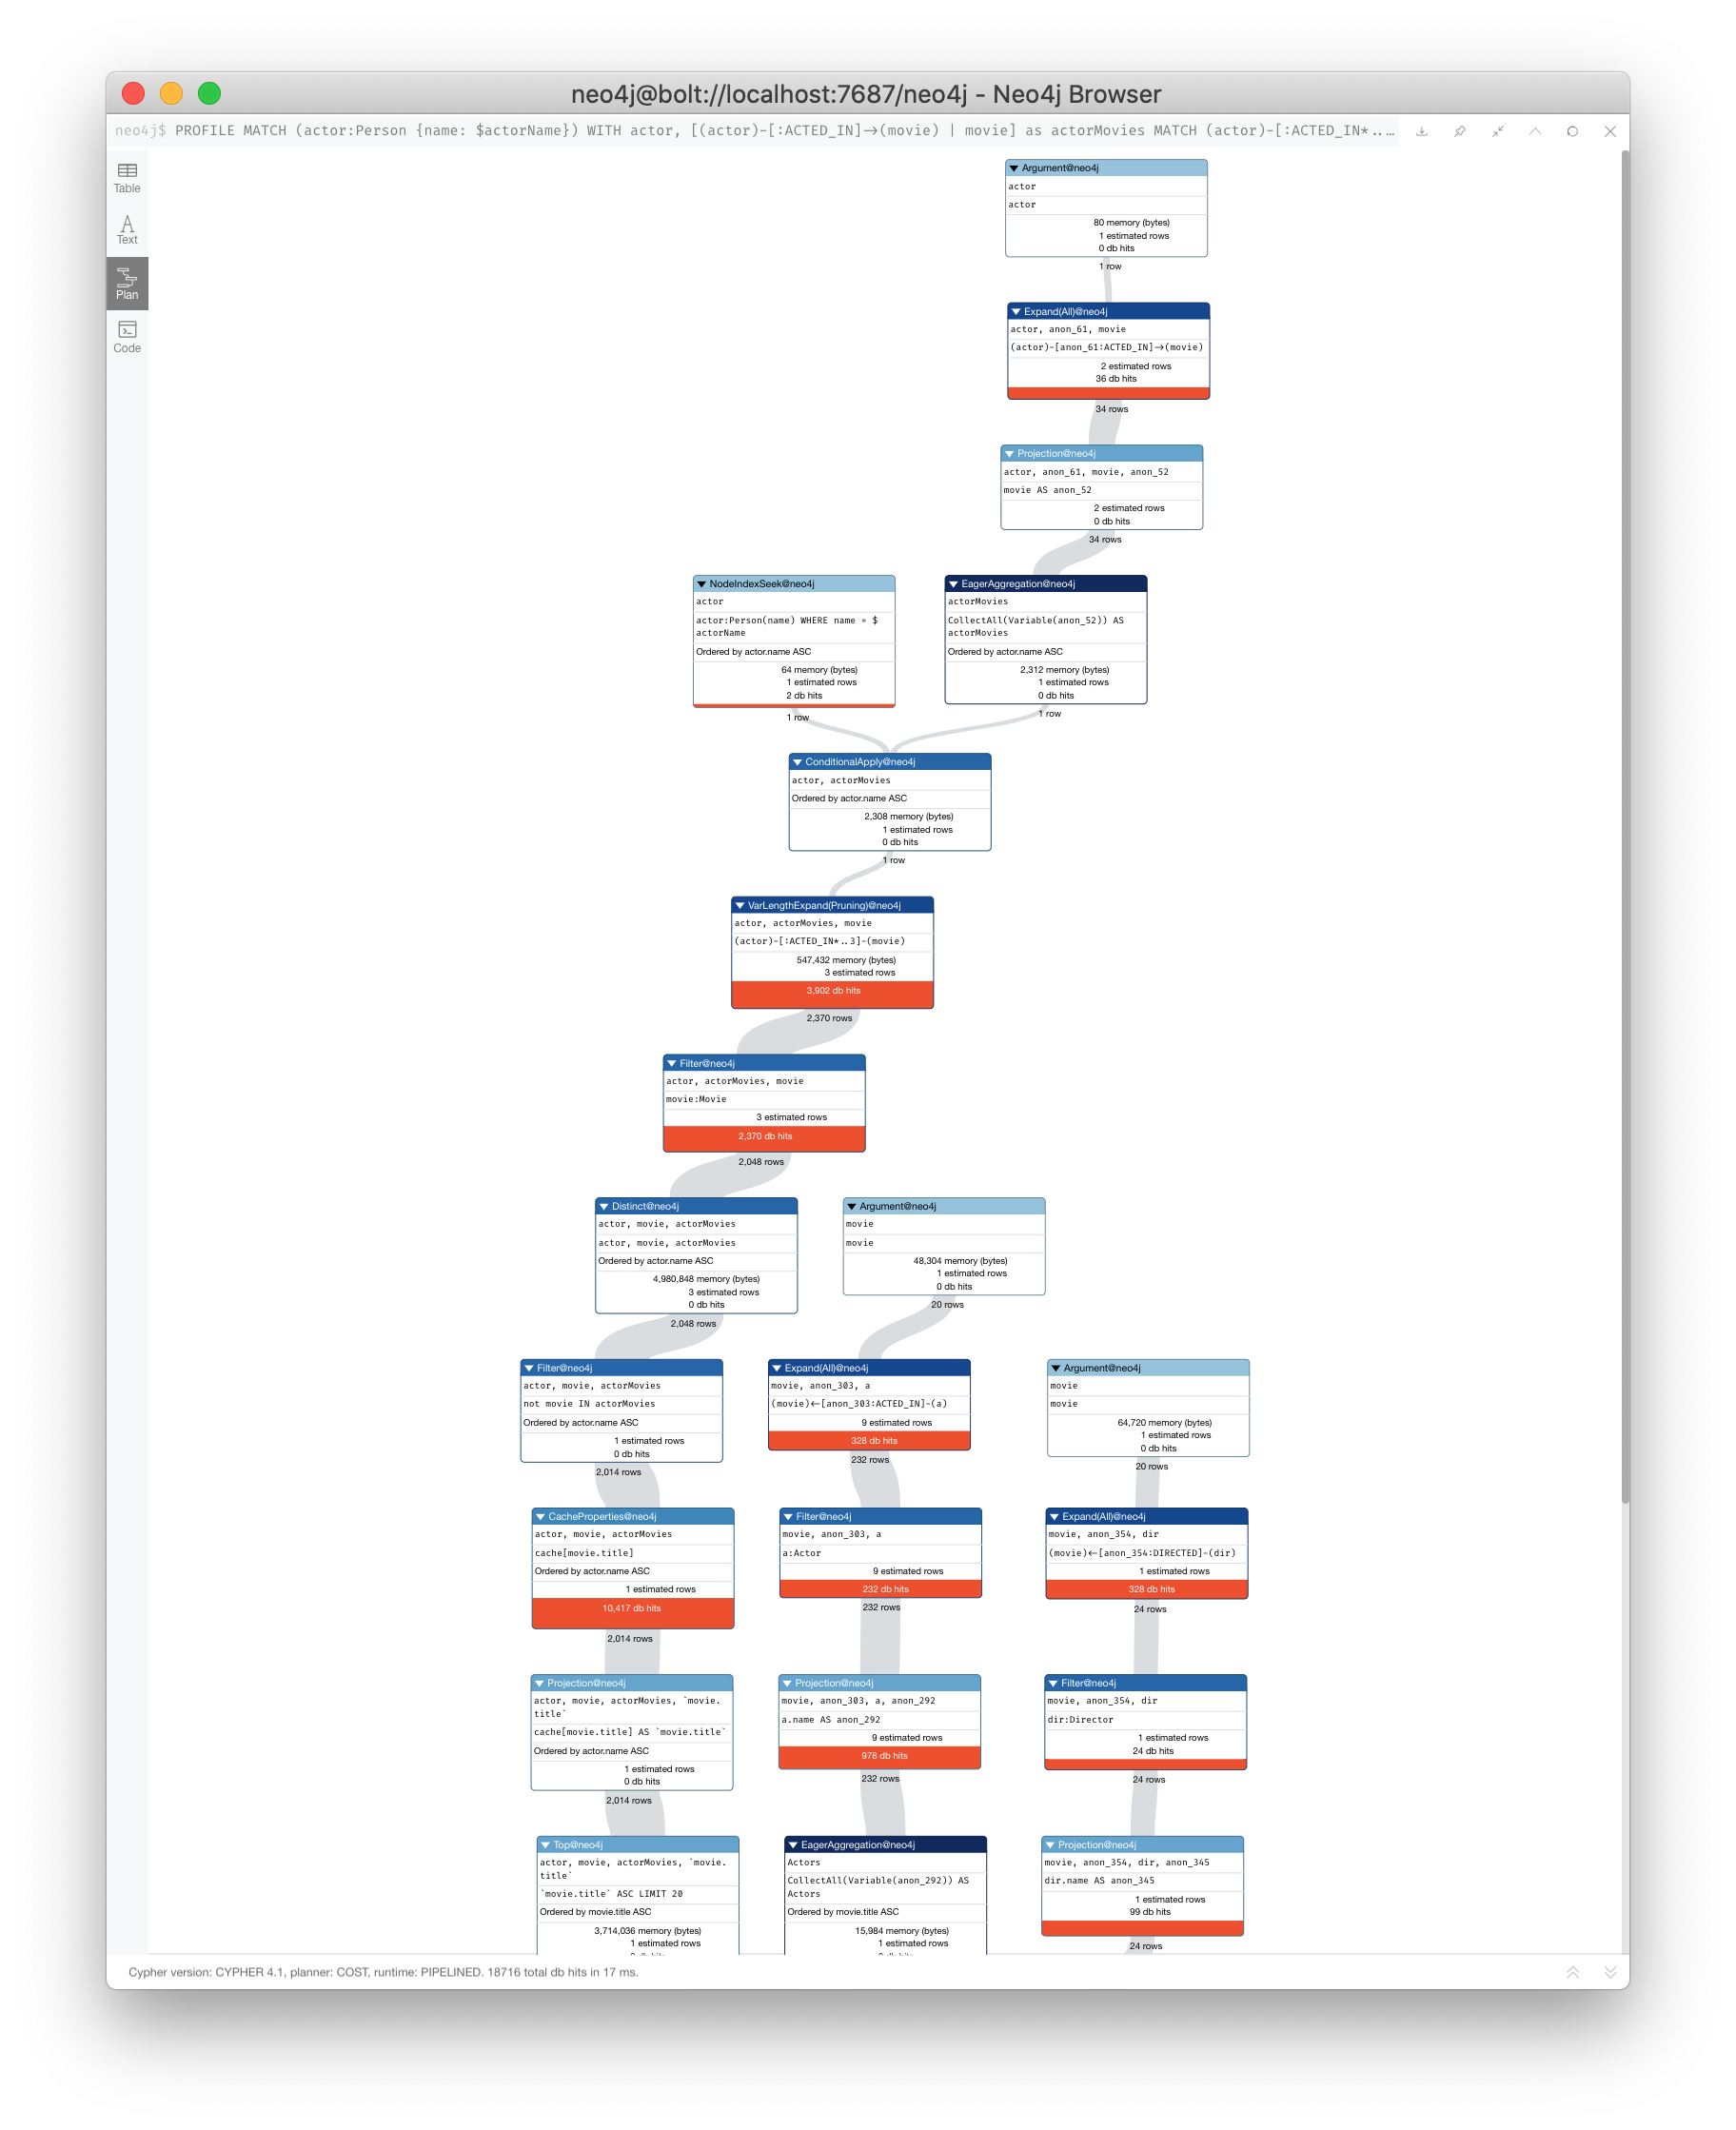 neo4j@bolt://localhost:7687/neo4j - Neo4j Browser
neo4j$ PROFILE MATCH (actor:Person {name: $actorName}) WITH actor, [(actor)-[:ACTED_IN]->(movie) | movie] as actorMovies MATCH (actor)-[:ACTED_IN*..…
Table
Text
Plan
Code
Argument@neo4j
actor
actor
80 memory (bytes)
1 estimated rows
0 db hits
1 row
Expand(All)@neo4j
actor, anon_61, movie
(actor)-[anon_61:ACTED_IN]->(movie)
2 estimated rows
36 db hits
34 rows
Projection@neo4j
actor, anon_61, movie, anon_52
movie AS anon_52
2 estimated rows
0 db hits
34 rows
NodeIndexSeek@neo4j
actor
actor:Person(name) WHERE name = $
actorName
Ordered by actor.name ASC
64 memory (bytes)
1 estimated rows
2 db hits
1 row
EagerAggregation@neo4j
actorMovies
CollectAll(Variable(anon_52)) AS
actorMovies
Ordered by actor.name ASC
2,312 memory (bytes)
1 estimated rows
0 db hits
1 row
ConditionalApply@neo4j
actor, actorMovies
Ordered by actor.name ASC
2,308 memory (bytes)
1 estimated rows
0 db hits
1 row
VarLengthExpand(Pruning)@neo4j
actor, actorMovies, movie
(actor)-[:ACTED_IN*..3]-(movie)
547,432 memory (bytes)
3 estimated rows
3,902 db hits
2,370 rows
Filter@neo4j
actor, actorMovies, movie
movie:Movie
3 estimated rows
2,370 db hits
2,048 rows
Distinct@neo4j
actor, movie, actorMovies
actor, movie, actorMovies
Ordered by actor.name ASC
4,980,848 memory (bytes)
3 estimated rows
0 db hits
2,048 rows
Argument@neo4j
movie
movie
48,304 memory (bytes)
1 estimated rows
0 db hits
20 rows
Filter@neo4j
actor, movie, actorMovies
not movie IN actorMovies
Ordered by actor.name ASC
1 estimated rows
0 db hits
2,014 rows
Expand(All)@neo4j
movie, anon_303, a
(movie)<-[anon_303:ACTED_IN]-(a)
9 estimated rows
328 db hits
232 rows
Argument@neo4j
movie
movie
64,720 memory (bytes)
1 estimated rows
0 db hits
20 rows
CacheProperties@neo4j
actor, movie, actorMovies
cache[movie.title]
Ordered by actor.name ASC
1 estimated rows
10,417 db hits
2,014 rows
Filter@neo4j
movie, anon_303, a
a:Actor
9 estimated rows
232 db hits
232 rows
Expand(All)@neo4j
movie, anon_354, dir
(movie)<-[anon_354:DIRECTED]-(dir)
1 estimated rows
328 db hits
24 rows
Projection@neo4j
actor, movie, actorMovies, `movie.
title`
cache[movie.title] AS `movie.title`
Ordered by actor.name ASC
1 estimated rows
0 db hits
2,014 rows
Projection@neo4j
movie, anon_303, a, anon_292
a.name AS anon_292
9 estimated rows
978 db hits
232 rows
Filter@neo4j
movie, anon_354, dir
dir:Director
1 estimated rows
24 db hits
24 rows
Top@neo4j
actor, movie, actorMovies, `movie.
title`
`movie.title` ASC LIMIT 20
Ordered by movie.title ASC
3,714,036 memory (bytes)
1 estimated rows
EagerAggregation@neo4j
Actors
CollectAll(Variable(anon_292)) AS
Actors
Ordered by movie.title ASC
15,984 memory (bytes)
1 estimated rows
Projection@neo4j
movie, anon_354, dir, anon_345
dir.name AS anon_345
1 estimated rows
99 db hits
24 rows
Cypher version: CYPHER 4.1, planner: COST, runtime: PIPELINED. 18716 total db hits in 17 ms.